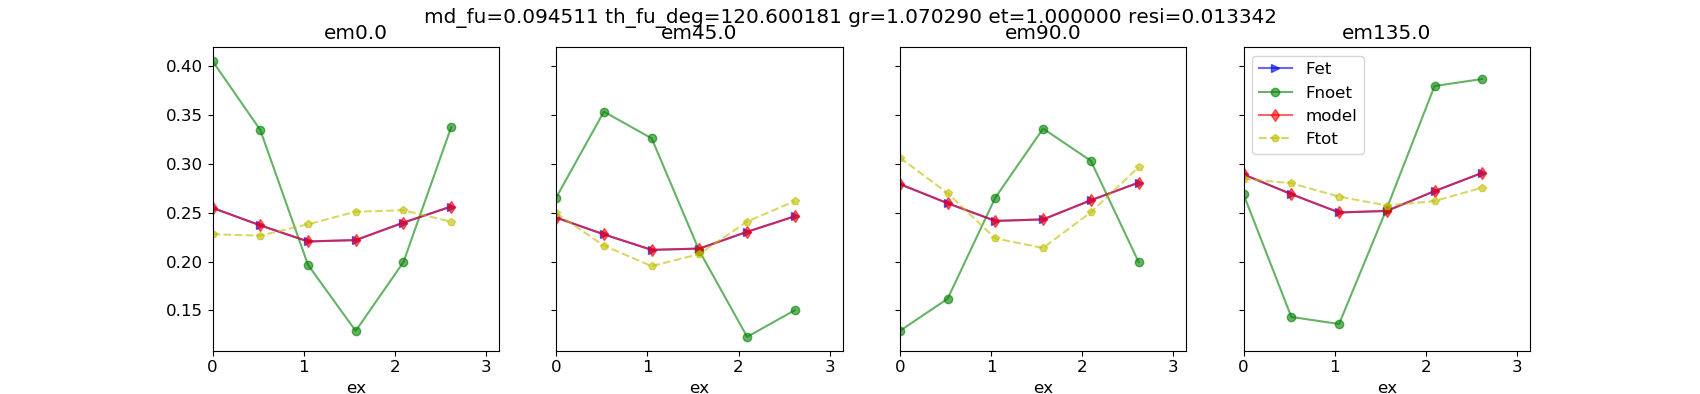 md_fu=0.094511 th_fu_deg=120.600181 gr=1.070290 et=1.000000 resi=0.013342
em0.0 em45.0 em90.0 em135.0
0.40
0.35
0.30
0.25
0.20
0.15
Fet
Fnoet
model
Ftot
0 1 2 3 0 1 2 3 0 1 2 3 0 1 2 3
ex ex ex ex